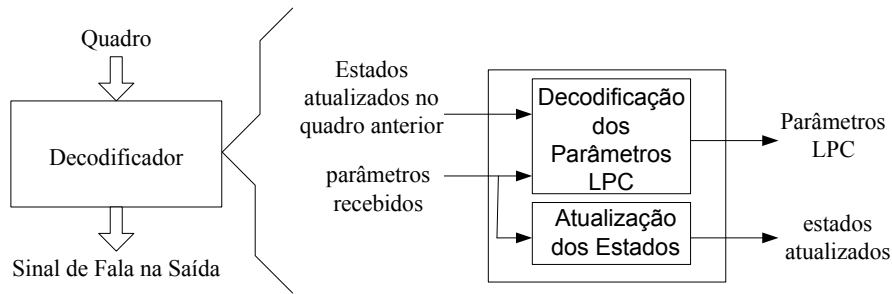 Quadro
Decodificador
Sinal de Fala na Saída
Estados
atualizados no
quadro anterior
parâmetros
recebidos
Decodificação
dos
Parâmetros
LPC
Atualização
dos Estados
Parâmetros
LPC
estados
atualizados